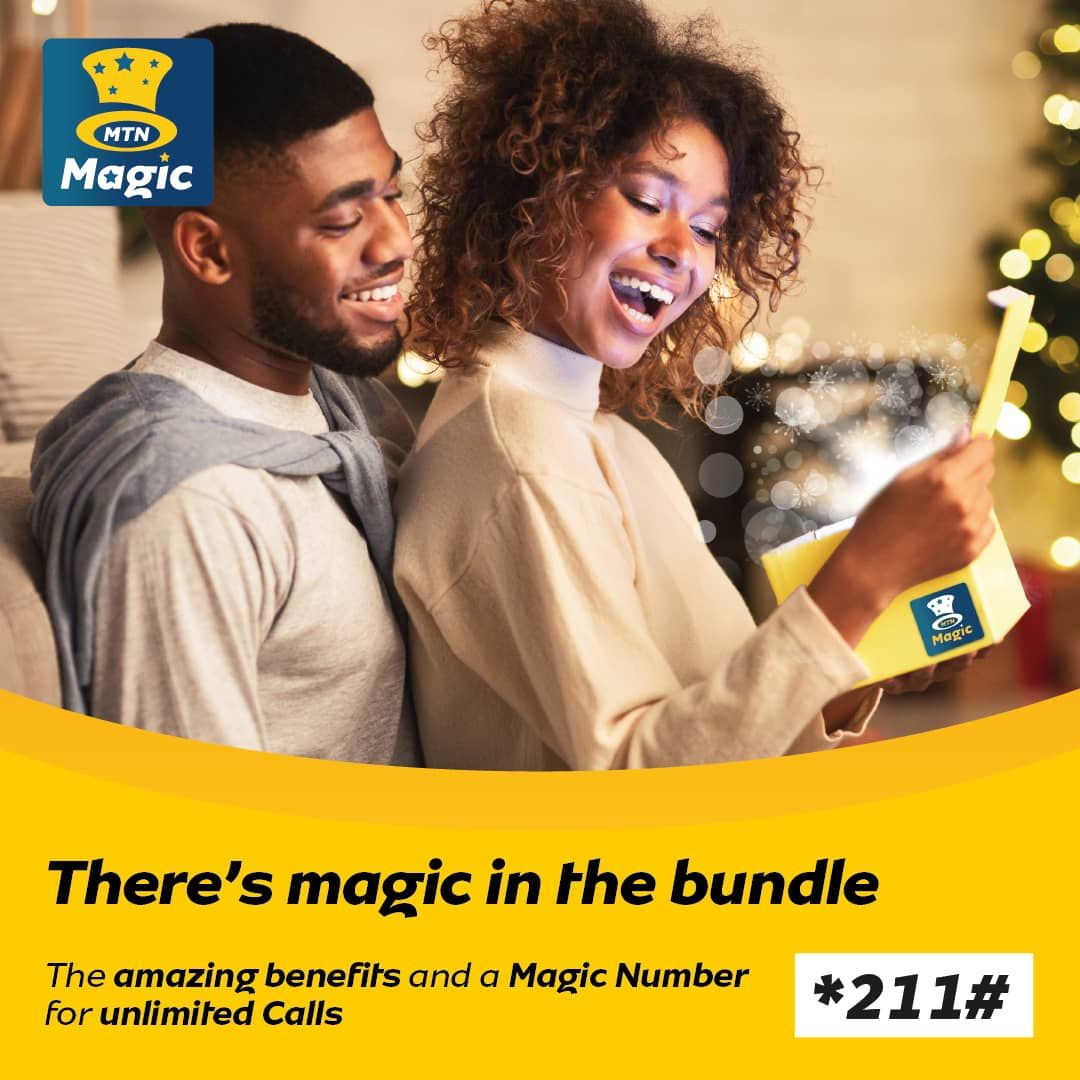 MTN
Magic
MTN
Magic
There's magic in the bundle
The amazing benefits and a Magic Number
for unlimited Calls
*211#